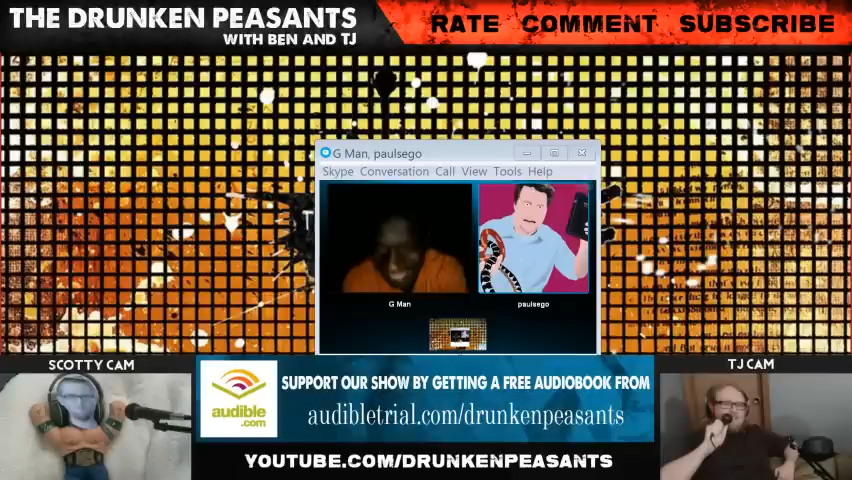 THE DRUNKEN PEASANTS
WITH BEN AND TJ
RATE COMMENT SUBSCRIBE
G Man, paulsego
Skype Conversation Call View Tools Help
G Man
paulsego
SCOTTY CAM
TJ CAM
audible
.com
SUPPORT OUR SHOW BY GETTING A FREE AUDIOBOOK FROM
audibletrial.com/drunkenpeasants
YOUTUBE.COM/DRUNKENPEASANTS